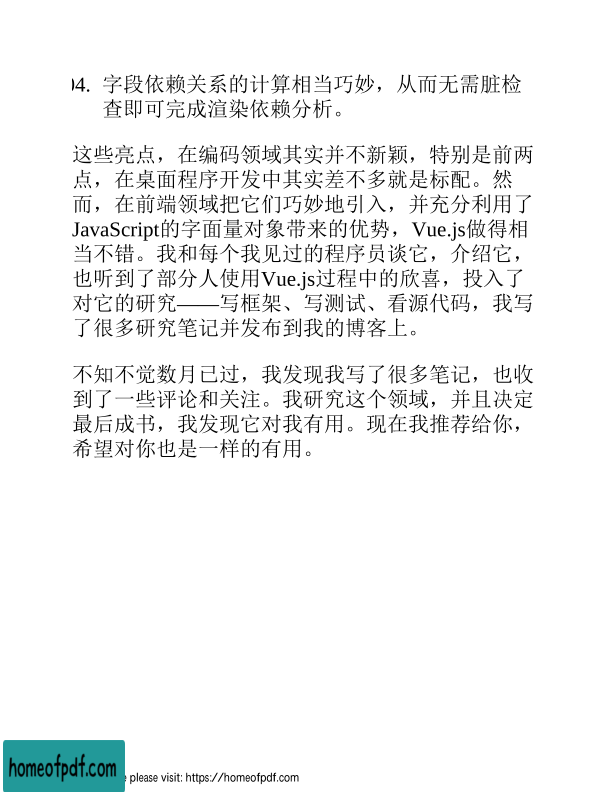 04. 字段依赖关系的计算相当巧妙，从而无需脏检
查即可完成渲染依赖分析。
这些亮点，在编码领域其实并不新颖，特别是前两
点，在桌面程序开发中其实差不多就是标配。然
而，在前端领域把它们巧妙地引入，并充分利用了
JavaScript的字面量对象带来的优势，Vue.js做得相
当不错。我和每个我见过的程序员谈它，介绍它，
也听到了部分人使用Vue.js过程中的欣喜，投入了
对它的研究——写框架、写测试、看源代码，我写
了很多研究笔记并发布到我的博客上。
不知不觉数月已过，我发现我写了很多笔记，也收
到了一些评论和关注。我研究这个领域，并且决定
最后成书，我发现它对我有用。现在我推荐给你，
希望对你也是一样的有用。
homeofpdf.com
please visit: https://homeofpdf.com